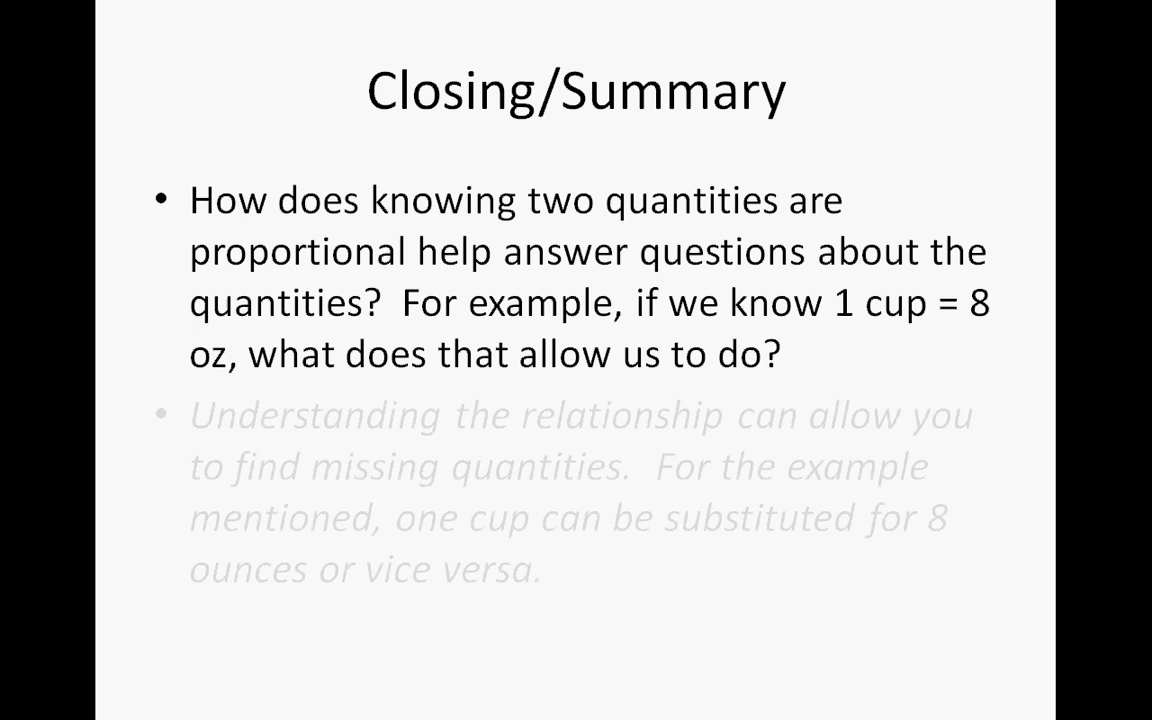 Closing/Summary
• How does knowing two quantities are
proportional help answer questions about the
quantities?  For example, if we know 1 cup = 8
oz, what does that allow us to do?
• Understanding the relationship can allow you
to find missing quantities.  For the example
mentioned, one cup can be substituted for 8
ounces or vice versa.